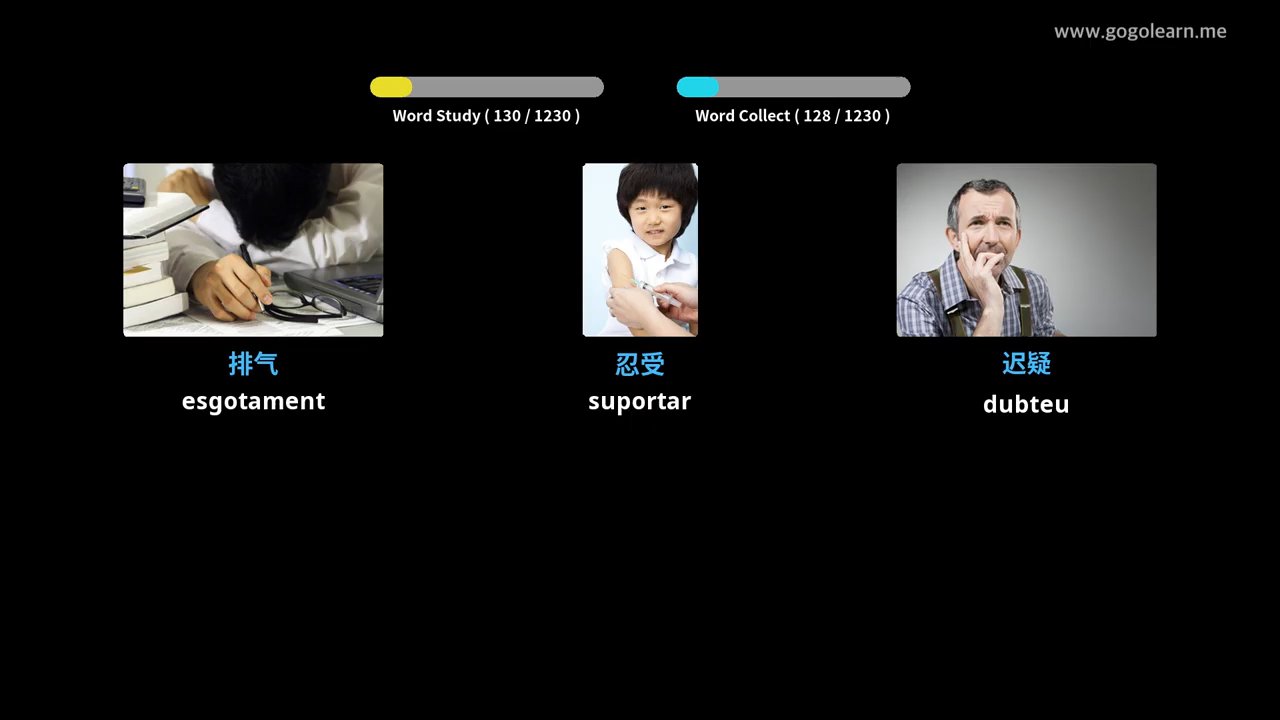 www.gogolearn.me
Word Study ( 130 / 1230 )
Word Collect ( 128 / 1230 )
排气
忍受
迟疑
esgotament
suportar
dubteu